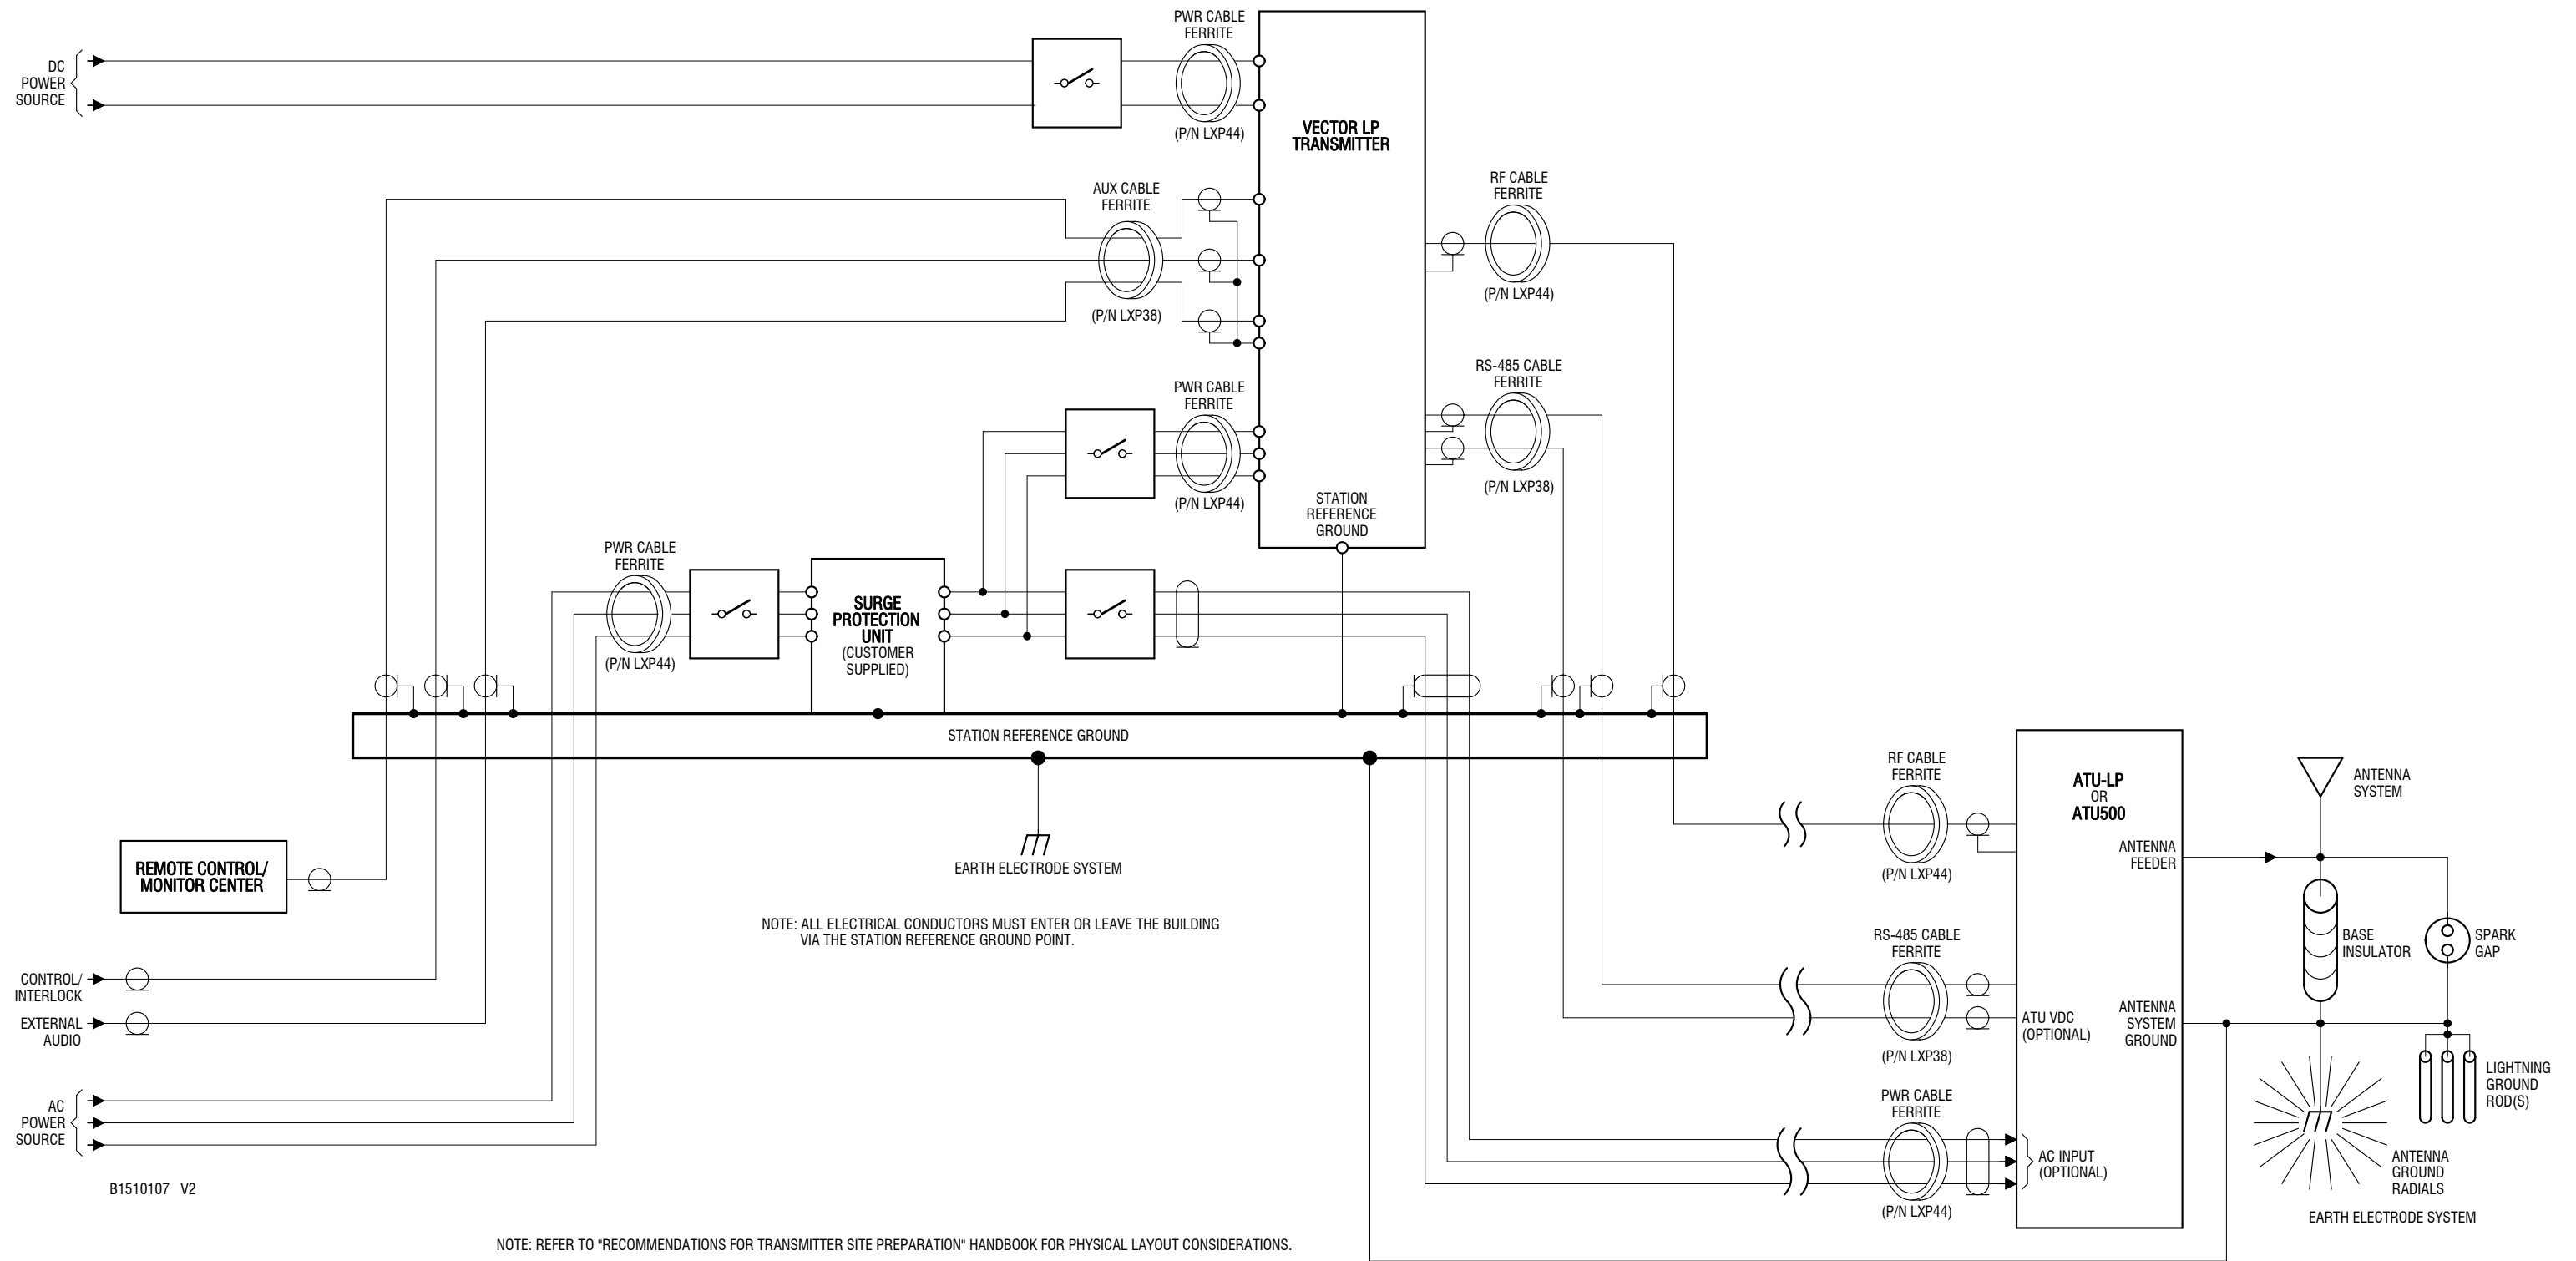 DC
POWER
SOURCE
PWR CABLE
FERRITE
(P/N LXP44)
VECTOR LP
TRANSMITTER
AUX CABLE
FERRITE
(P/N LXP38)
RF CABLE
FERRITE
(P/N LXP44)
PWR CABLE
FERRITE
(P/N LXP44)
RS-485 CABLE
FERRITE
(P/N LXP38)
STATION
REFERENCE
GROUND
PWR CABLE
FERRITE
(P/N LXP44)
SURGE
PROTECTION
UNIT
(CUSTOMER
SUPPLIED)
STATION REFERENCE GROUND
EARTH ELECTRODE SYSTEM
REMOTE CONTROL/
MONITOR CENTER
NOTE: ALL ELECTRICAL CONDUCTORS MUST ENTER OR LEAVE THE BUILDING
VIA THE STATION REFERENCE GROUND POINT.
CONTROL/
INTERLOCK
EXTERNAL
AUDIO
AC
POWER
SOURCE
RF CABLE
FERRITE
(P/N LXP44)
RS-485 CABLE
FERRITE
(P/N LXP38)
PWR CABLE
FERRITE
(P/N LXP44)
ATU-LP
OR
ATU500
ANTENNA
FEEDER
ATU VDC
(OPTIONAL)
ANTENNA
SYSTEM
GROUND
AC INPUT
(OPTIONAL)
ANTENNA
SYSTEM
BASE
INSULATOR
SPARK
GAP
LIGHTNING
GROUND
ROD(S)
ANTENNA
GROUND
RADIALS
EARTH ELECTRODE SYSTEM
B1510107 V2
NOTE: REFER TO "RECOMMENDATIONS FOR TRANSMITTER SITE PREPARATION" HANDBOOK FOR PHYSICAL LAYOUT CONSIDERATIONS.